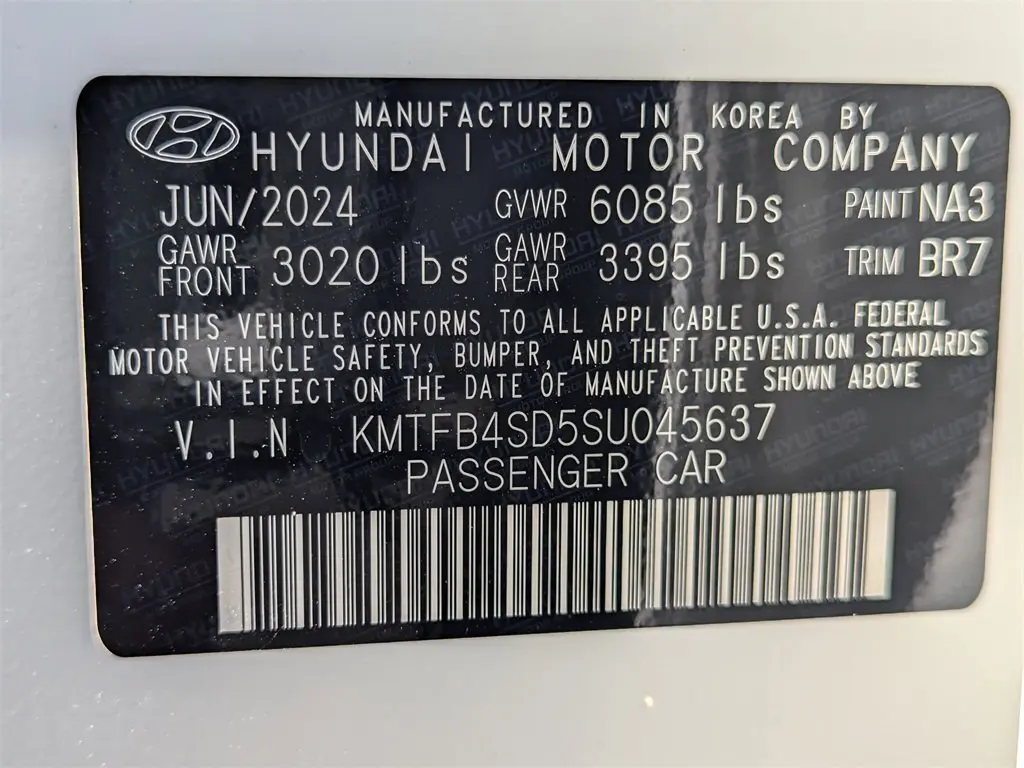 MANUFACTURED IN KOREA BY
HYUNDAI MOTOR COMPANY
JUN/2024 GVWR 6085 lbs PAINT NA3
GAWR FRONT 3020 lbs GAWR REAR 3395 lbs TRIM BR7
THIS VEHICLE CONFORMS TO ALL APPLICABLE U.S.A. FEDERAL
MOTOR VEHICLE SAFETY, BUMPER, AND THEFT PREVENTION STANDARDS
IN EFFECT ON THE DATE OF MANUFACTURE SHOWN ABOVE
V.I.N KMTFB4SD5SU045637
PASSENGER CAR